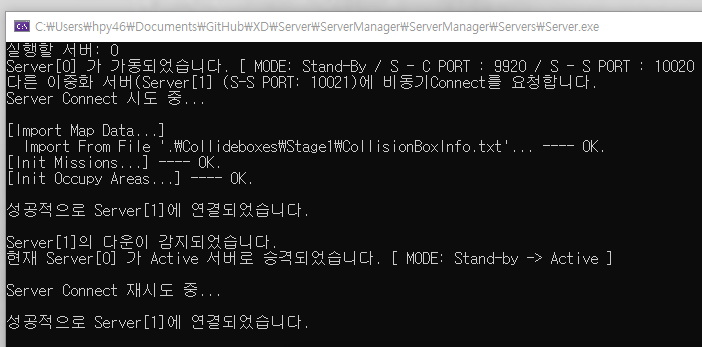 C:\Users\hpy46\Documents\GitHub\XD\Server\ServerManager\ServerManager\Servers\Server.exe
실행할 서버: 0
Server[0] 가 가동되었습니다. [ MODE: Stand-By / S - C PORT : 9920 / S - S PORT : 10020
다른 이중화 서버(Server[1] (S-S PORT: 10021)에 비동기Connect를 요청합니다.
Server Connect 시도 중...
[Import Map Data...]
Import From File '.\Collideboxes\Stage1\CollisionBoxInfo.txt'... ---- OK.
[Init Missions...] ---- OK.
[Init Occupy Areas...] ---- OK.
성공적으로 Server[1]에 연결되었습니다.
Server[1]의 다운이 감지되었습니다.
현재 Server[0] 가 Active 서버로 승격되었습니다. [ MODE: Stand-by -> Active ]
Server Connect 재시도 중...
성공적으로 Server[1]에 연결되었습니다.